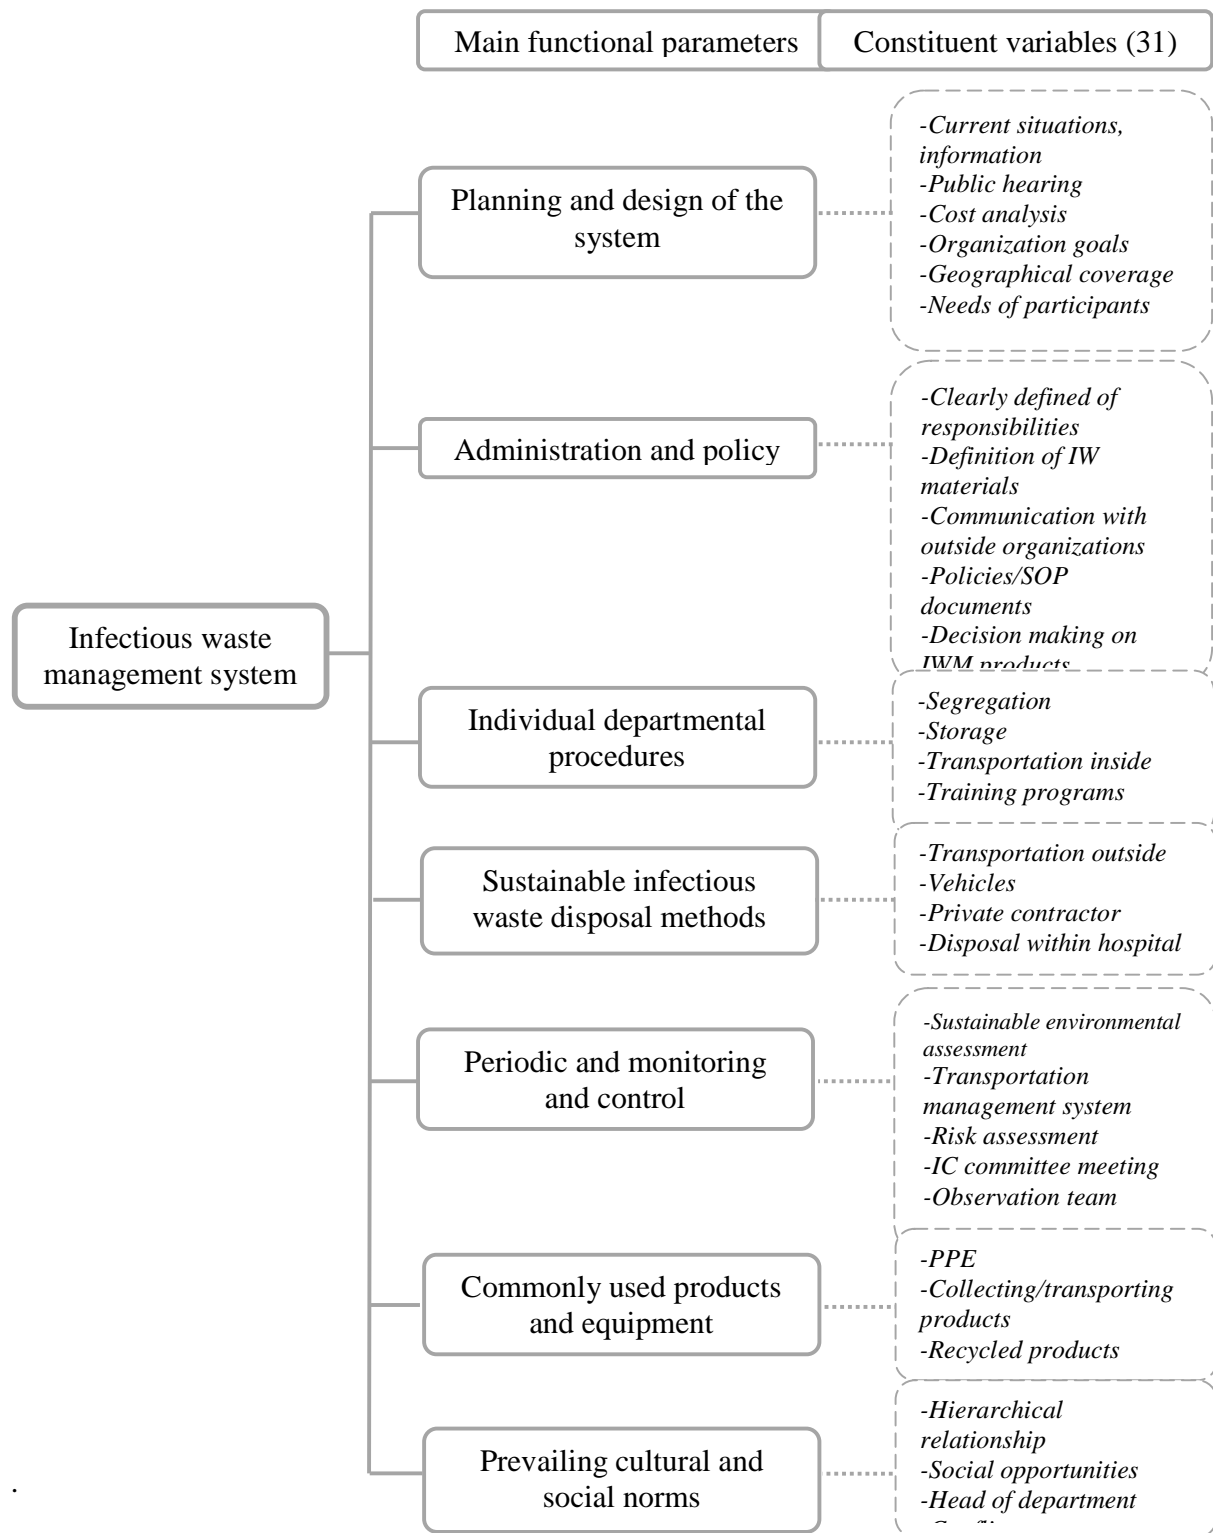 Main functional parameters
Constituent variables (31)
Planning and design of the
system
-Current situations,
information
-Public hearing
-Cost analysis
-Organization goals
-Geographical coverage
-Needs of participants
Administration and policy
-Clearly defined of
responsibilities
-Definition of IW
materials
-Communication with
outside organizations
-Policies/SOP
documents
-Decision making on
IWM products
Infectious waste
management system
Individual departmental
procedures
-Segregation
-Storage
-Transportation inside
-Training programs
Sustainable infectious
waste disposal methods
-Transportation outside
-Vehicles
-Private contractor
-Disposal within hospital
Periodic and monitoring
and control
-Sustainable environmental
assessment
-Transportation
management system
-Risk assessment
-IC committee meeting
-Observation team
Commonly used products
and equipment
-PPE
-Collecting/transporting
products
-Recycled products
Prevailing cultural and
social norms
-Hierarchical
relationship
-Social opportunities
-Head of department
.